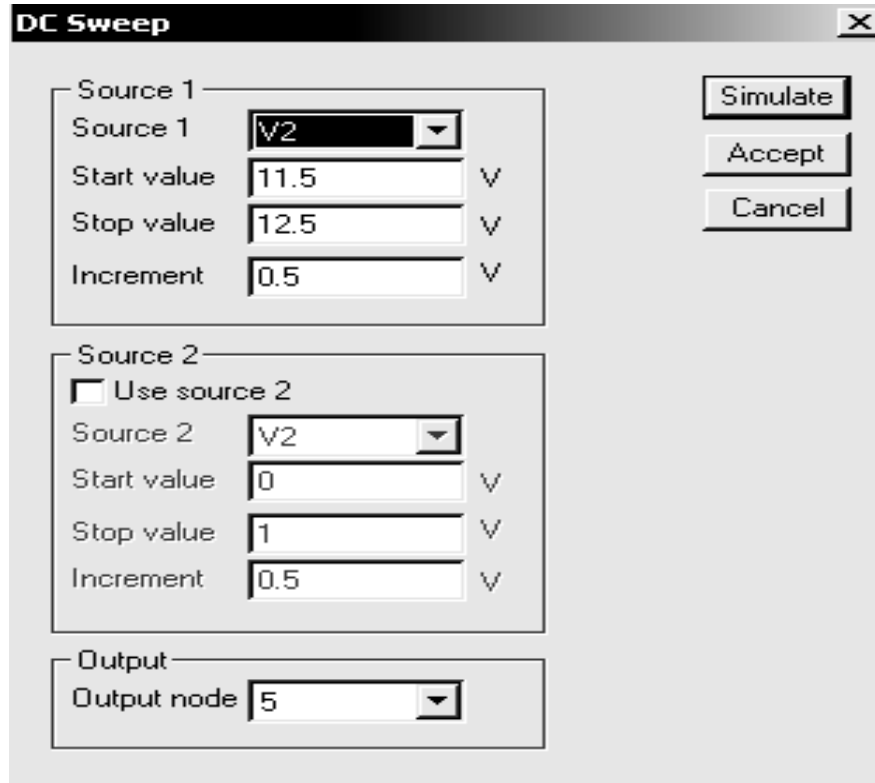 DC Sweep
Source 1
Source 1 V2
Start value 11.5 V
Stop value 12.5 V
Increment 0.5 V
Simulate
Accept
Cancel
Source 2
Use source 2
Source 2 V2
Start value 0 V
Stop value 1 V
Increment 0.5 V
Output
Output node 5